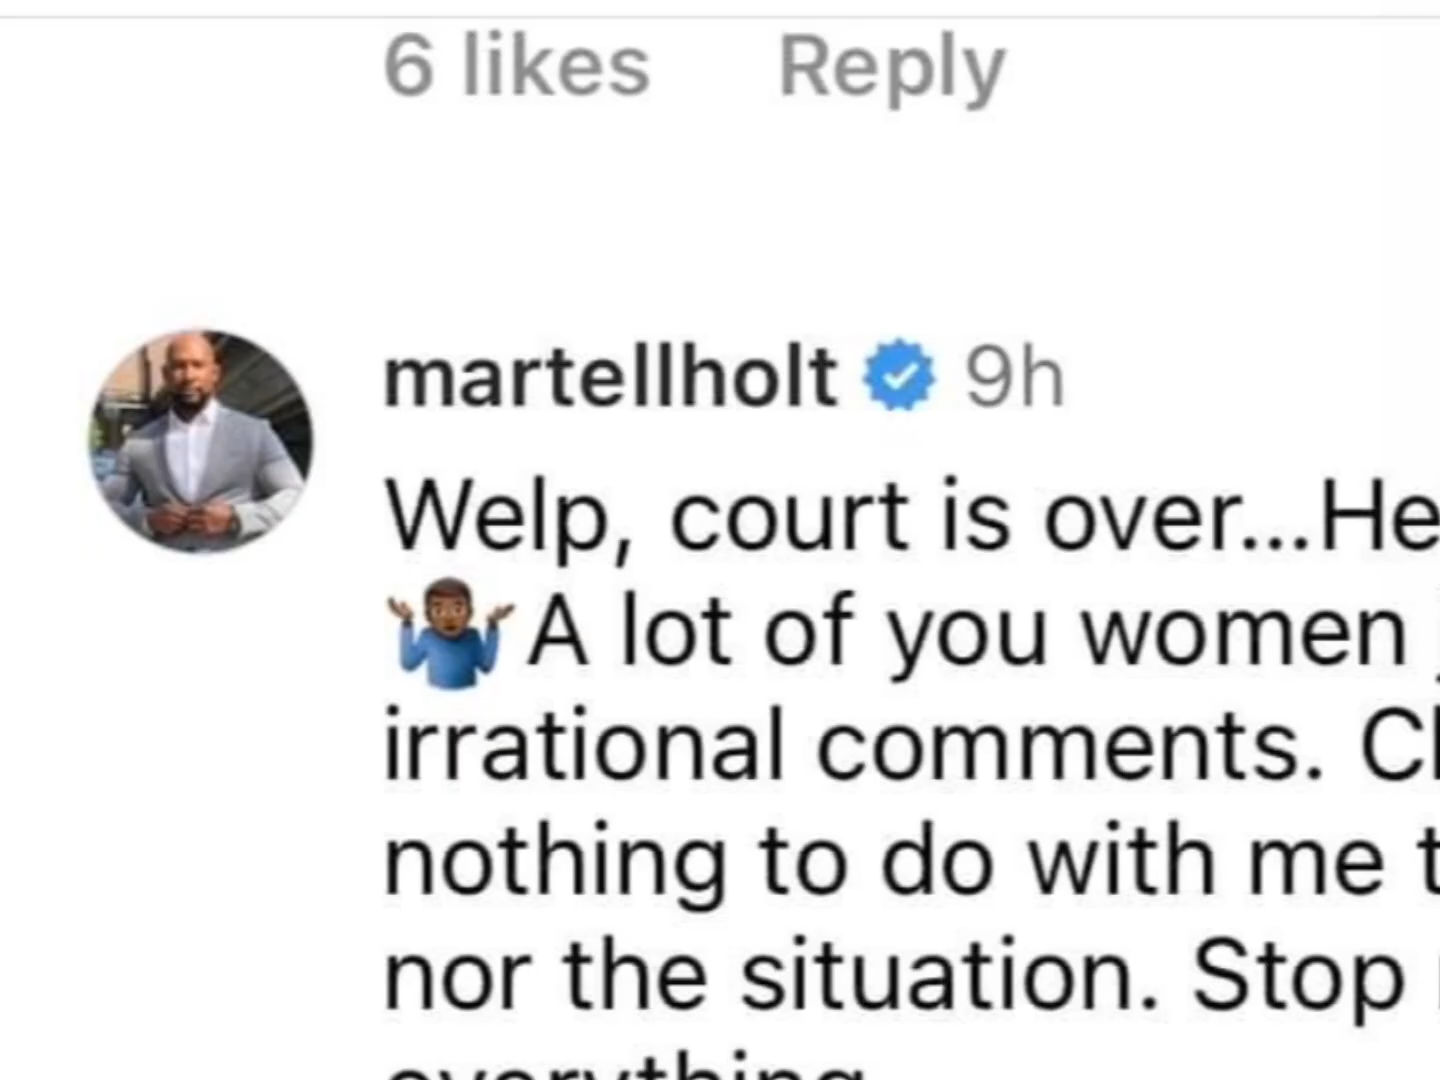 6 likes Reply
martellholt 9h
Welp, court is over...He
🤷🏾‍♂️ A lot of you women
irrational comments.
nothing to do with me
nor the situation. Stop
everything